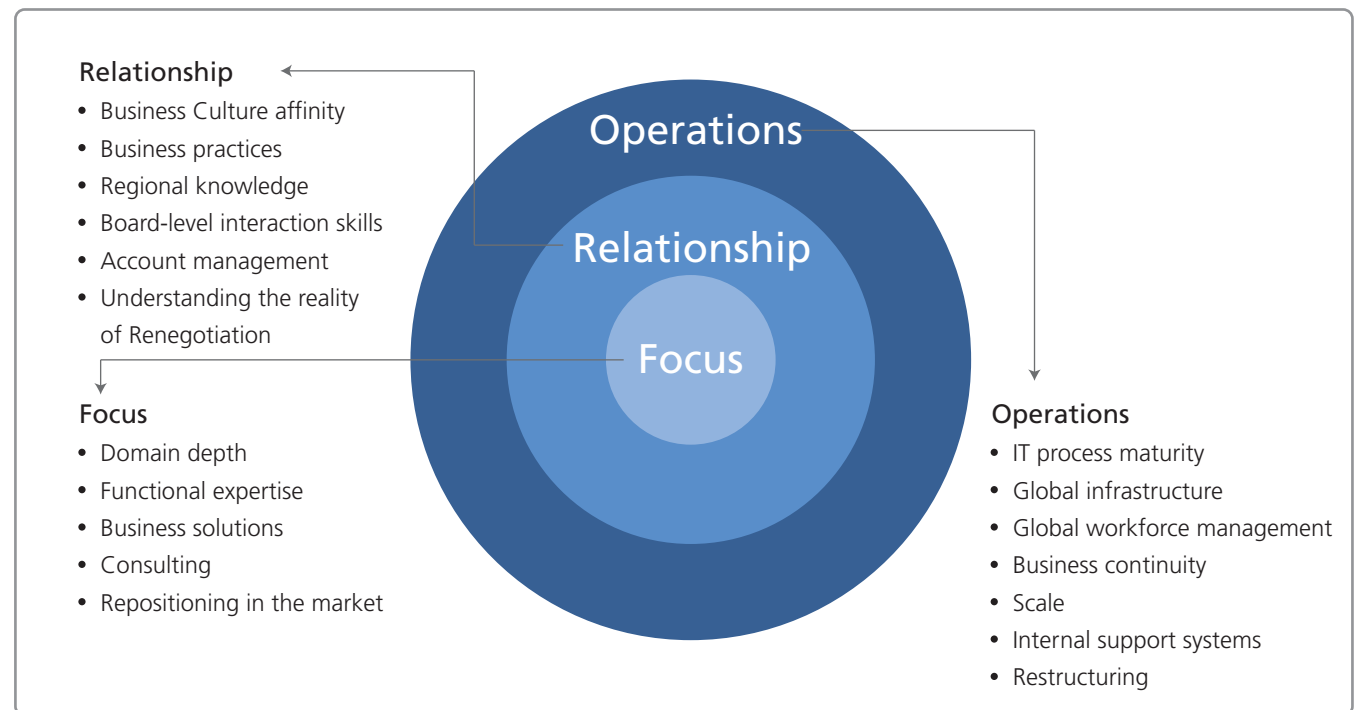 Relationship
• Business Culture affinity
• Business practices
• Regional knowledge
• Board-level interaction skills
• Account management
• Understanding the reality
of Renegotiation
Focus
• Domain depth
• Functional expertise
• Business solutions
• Consulting
• Repositioning in the market
Operations
Relationship
Focus
Operations
• IT process maturity
• Global infrastructure
• Global workforce management
• Business continuity
• Scale
• Internal support systems
• Restructuring